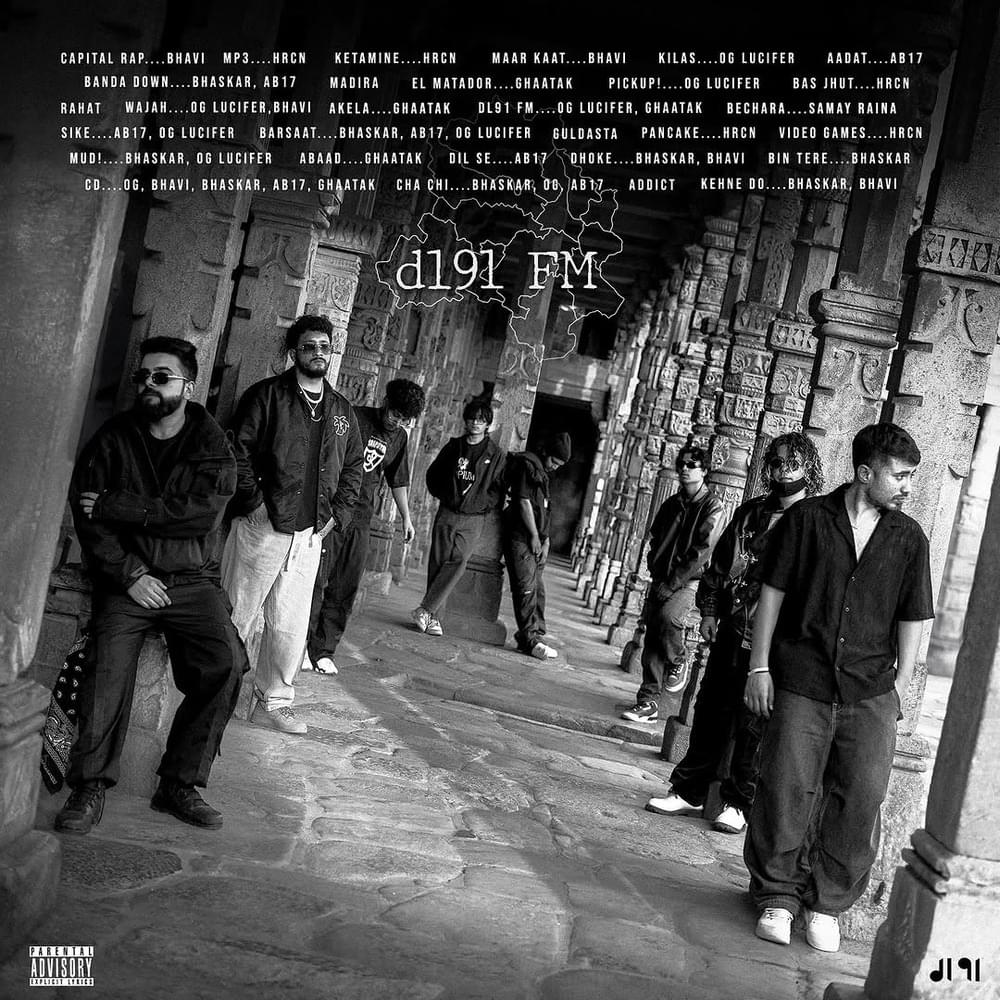 CAPITAL RAP....BHAVI MP3....HRCN KETAMINE....HRCN MAAR KAAT....BHAVI KILAS....OG LUCIFER AADAT....AB17
BANDA DOWN....BHASKAR, AB17 MADIRA EL MATADOR....GHAATAK PICKUP!....OG LUCIFER BAS JHUT....HRCN
RAHAT WAJAH....OG LUCIFER,BHAVI AKELA....GHAATAK DL91 FM....OG LUCIFER, GHAATAK BECHARA....SAMAY RAINA
SIKE....AB17, OG LUCIFER BARSAAT....BHASKAR, AB17, OG LUCIFER GULDASTA PANCAKE....HRCN VIDEO GAMES....HRCN
MUD!....BHASKAR, OG LUCIFER ABAAD....GHAATAK DIL SE....AB17 DHOKE....BHASKAR, BHAVI BIN TERE....BHASKAR
CD....OG, BHAVI, BHASKAR, AB17, GHAATAK CHA CHI....BHASKAR, OG, AB17 ADDICT KEHNE DO....BHASKAR, BHAVI
dl91 FM
PARENTAL
ADVISORY
EXPLICIT LYRICS
dl91